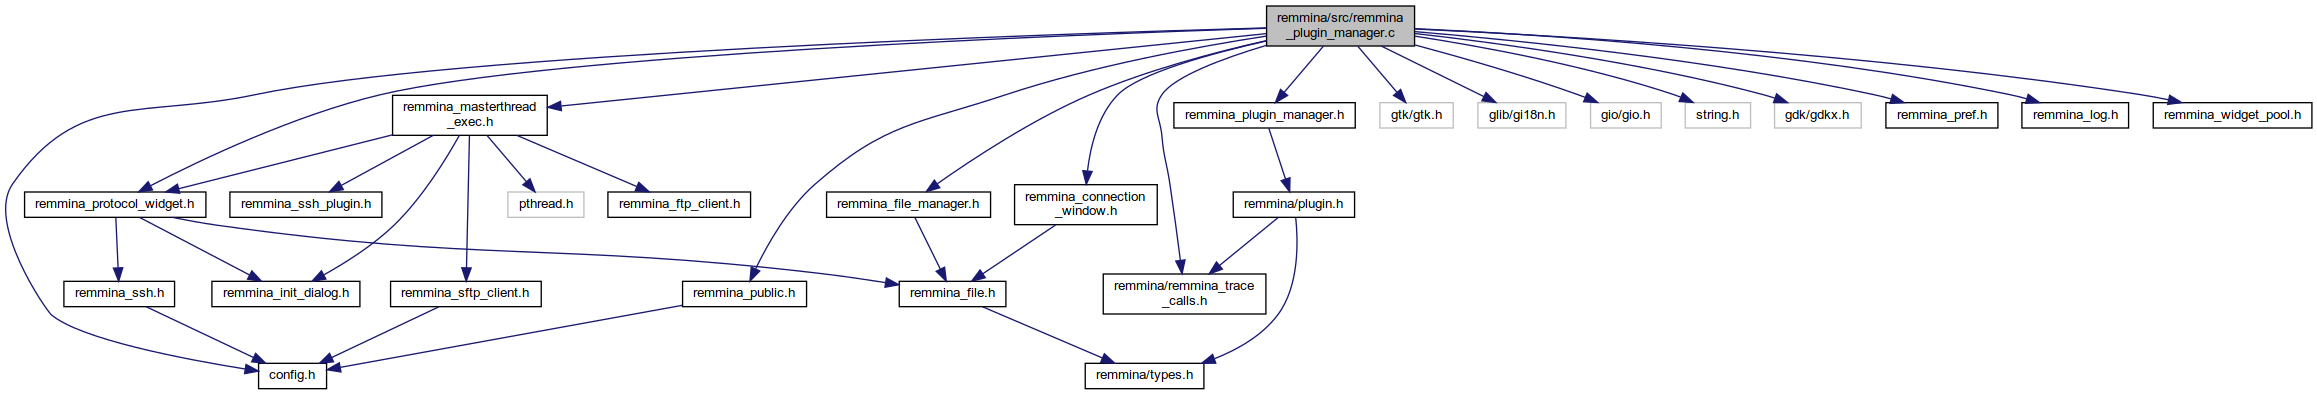 remmina/src/remmina
_plugin_manager.c
remmina_masterthread
_exec.h
remmina_plugin_manager.h
gtk/gtk.h
glib/gi18n.h
gio/gio.h
string.h
gdk/gdkx.h
remmina_pref.h
remmina_log.h
remmina_widget_pool.h
remmina_protocol_widget.h
remmina_ssh_plugin.h
pthread.h
remmina_ftp_client.h
remmina_file_manager.h
remmina_connection
_window.h
remmina/plugin.h
remmina_ssh.h
remmina_init_dialog.h
remmina_sftp_client.h
remmina_public.h
remmina_file.h
remmina/remmina_trace
_calls.h
config.h
remmina/types.h